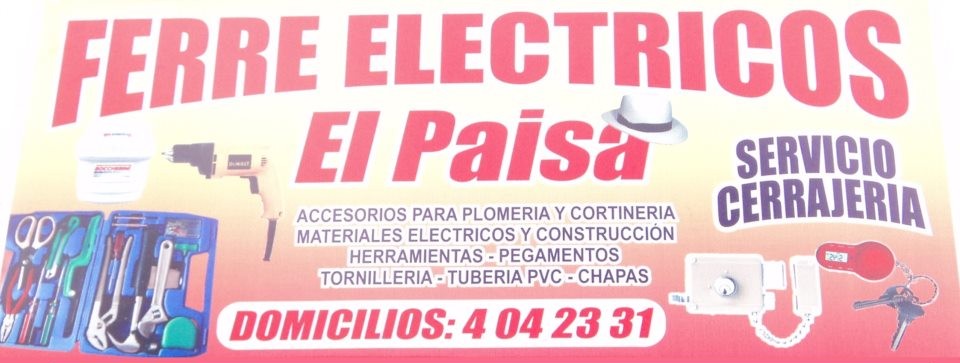 FERRE ELECTRICOS
El Paisa
SERVICIO
CERRAJERIA
DEWALT
ACCESORIOS PARA PLOMERIA Y CORTINERIA
MATERIALES ELECTRICOS Y CONSTRUCCIÓN
HERRAMIENTAS - PEGAMENTOS
TORNILLERIA - TUBERIA PVC - CHAPAS
DOMICILIOS: 4 04 23 31